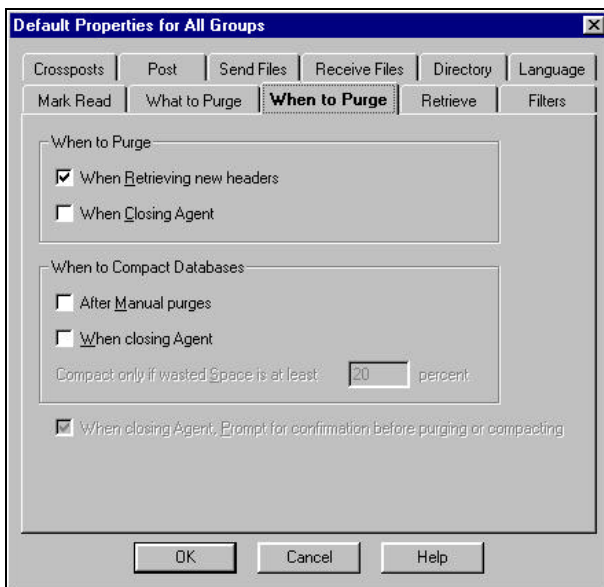 Default Properties for All Groups
Crossposts Post Send Files Receive Files Directory Language
Mark Read What to Purge When to Purge Retrieve Filters
When to Purge
When Retrieving new headers
When Closing Agent
When to Compact Databases
After Manual purges
When closing Agent
Compact only if wasted Space is at least 20 percent
When closing Agent, Prompt for confirmation before purging or compacting
OK Cancel Help